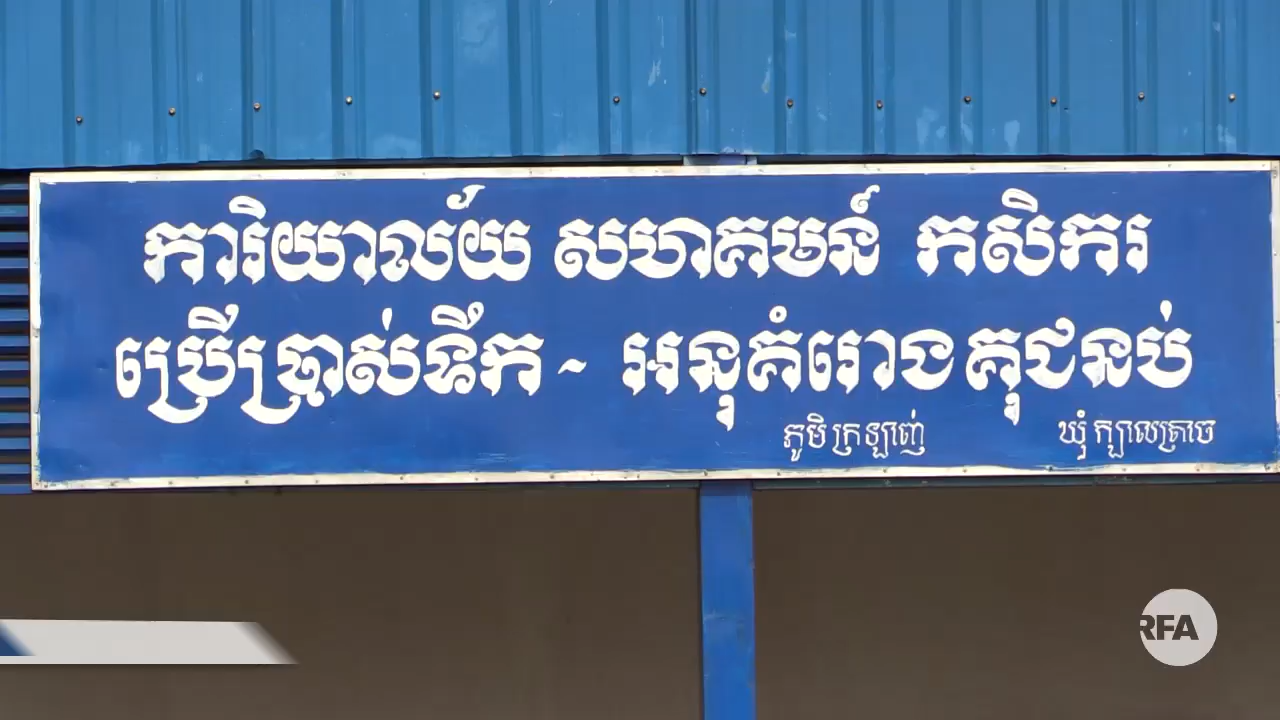 ការិយាល័យ សហគមន៍ កសិករ
ប្រើប្រាស់ទឹក - អនុគំរោងគុជនប់
ភូមិ ក្រឡាញ់ ឃុំ ក្បាលត្រាច
RFA